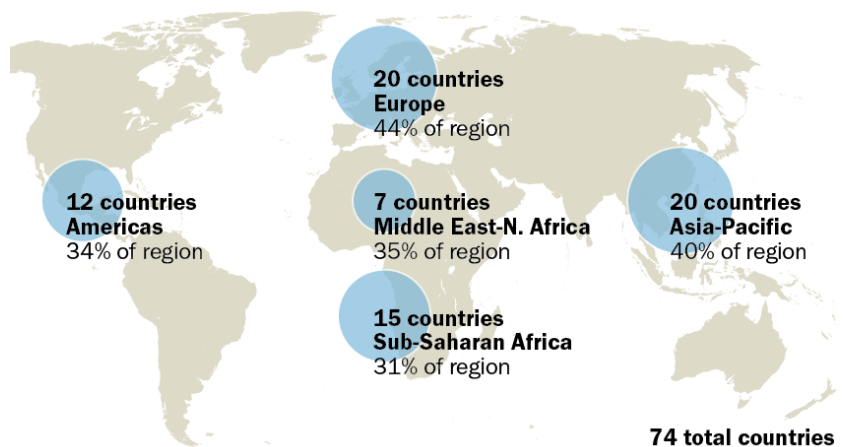 20 countries
Europe
44% of region
12 countries
Americas
34% of region
7 countries
Middle East-N. Africa
35% of region
20 countries
Asia-Pacific
40% of region
15 countries
Sub-Saharan Africa
31% of region
74 total countries